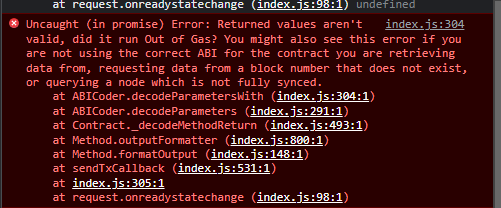 at request.onreadystatechange (index.js:98:1) undefined
Uncaught (in promise) Error: Returned values aren't index.js:304
valid, did it run Out of Gas? You might also see this error if you
are not using the correct ABI for the contract you are retrieving
data from, requesting data from a block number that does not exist,
or querying a node which is not fully synced.
at ABICoder.decodeParametersWith (index.js:304:1)
at ABICoder.decodeParameters (index.js:291:1)
at Contract._decodeMethodReturn (index.js:493:1)
at Method.outputFormatter (index.js:800:1)
at Method.formatOutput (index.js:148:1)
at sendTxCallback (index.js:531:1)
at index.js:305:1
at request.onreadystatechange (index.js:98:1)